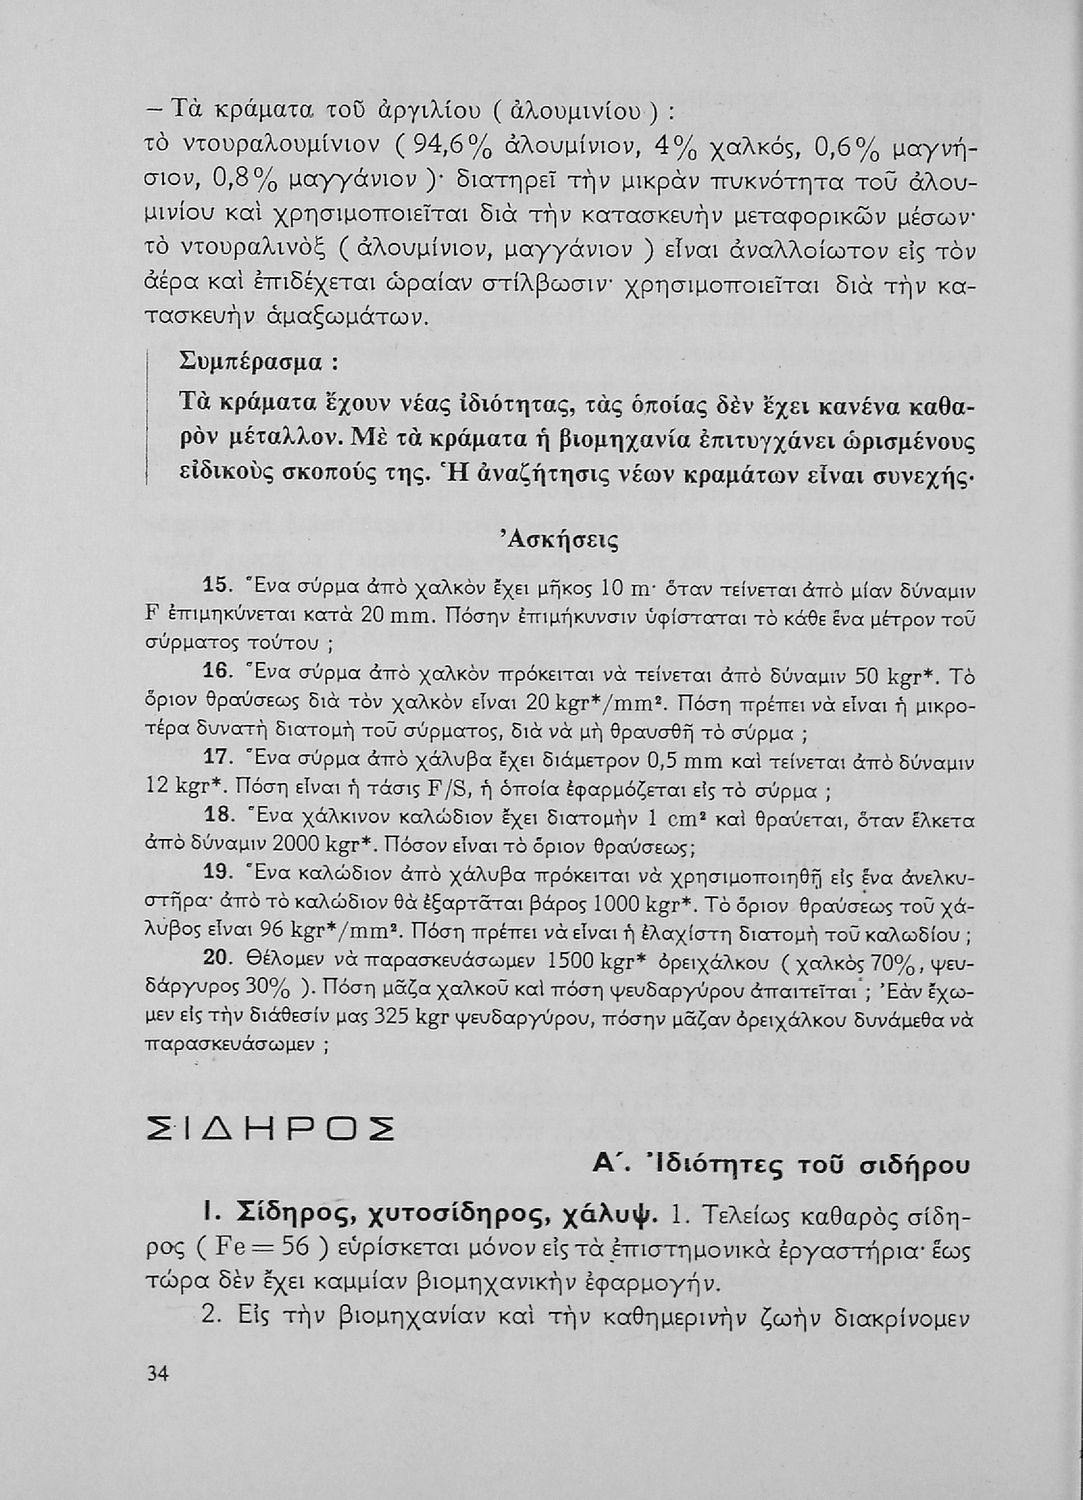 – Τὰ κράματα τοῦ ἀργιλίου ( ἀλουμινίου ) :
τὸ ντουραλουμίνιον ( 94,6% ἀλουμίνιον, 4% χαλκός, 0,6% μαγνή-
σιον, 0,8% μαγγάνιον )· διατηρεῖ τὴν μικρὰν πυκνότητα τοῦ ἀλου-
μινίου καὶ χρησιμοποιεῖται διὰ τὴν κατασκευὴν μεταφορικῶν μέσων·
τὸ ντουραλινὸξ ( ἀλουμίνιον, μαγγάνιον ) εἶναι ἀναλλοίωτον εἰς τὸν
ἀέρα καὶ ἐπιδέχεται ὡραίαν στίλβωσιν· χρησιμοποιεῖται διὰ τὴν κα-
τασκευὴν ἁμαξωμάτων.
Συμπέρασμα :
Τὰ κράματα ἔχουν νέας ἰδιότητας, τὰς ὁποίας δὲν ἔχει κανένα καθα-
ρὸν μέταλλον. Μὲ τὰ κράματα ἡ βιομηχανία ἐπιτυγχάνει ὡρισμένους
εἰδικοὺς σκοπούς της. Ἡ ἀναζήτησις νέων κραμάτων εἶναι συνεχής·
Ἀσκήσεις
15. Ἕνα σύρμα ἀπὸ χαλκὸν ἔχει μῆκος 10 m· ὅταν τείνεται ἀπὸ μίαν δύναμιν
F ἐπιμηκύνεται κατὰ 20 mm. Πόσην ἐπιμήκυνσιν ὑφίσταται τὸ κάθε ἕνα μέτρον τοῦ
σύρματος τούτου ;
16. Ἕνα σύρμα ἀπὸ χαλκὸν πρόκειται νὰ τείνεται ἀπὸ δύναμιν 50 kgr*. Τὸ
ὅριον θραύσεως διὰ τὸν χαλκὸν εἶναι 20 kgr*/mm². Πόση πρέπει νὰ εἶναι ἡ μικρο-
τέρα δυνατὴ διατομὴ τοῦ σύρματος, διὰ νὰ μὴ θραυσθῆ τὸ σύρμα ;
17. Ἕνα σύρμα ἀπὸ χάλυβα ἔχει διάμετρον 0,5 mm καὶ τείνεται ἀπὸ δύναμιν
12 kgr*. Πόση εἶναι ἡ τάσις F/S, ἡ ὁποία ἐφαρμόζεται εἰς τὸ σύρμα ;
18. Ἕνα χάλκινον καλώδιον ἔχει διατομὴν 1 cm² καὶ θραύεται, ὅταν ἕλκετα
ἀπὸ δύναμιν 2000 kgr*. Πόσον εἶναι τὸ ὅριον θραύσεως;
19. Ἕνα καλώδιον ἀπὸ χάλυβα πρόκειται νὰ χρησιμοποιηθῇ εἰς ἕνα ἀνελκυ-
στῆρα· ἀπὸ τὸ καλώδιον θὰ ἐξαρτᾶται βάρος 1000 kgr*. Τὸ ὅριον θραύσεως τοῦ χά-
λυβος εἶναι 96 kgr*/mm². Πόση πρέπει νὰ εἶναι ἡ ἐλαχίστη διατομὴ τοῦ καλωδίου ;
20. Θέλομεν νὰ παρασκευάσωμεν 1500 kgr* ὀρειχάλκου ( χαλκὸς 70%, ψευ-
δάργυρος 30% ). Πόση μᾶζα χαλκοῦ καὶ πόση ψευδαργύρου ἀπαιτεῖται ; Ἐὰν ἔχω-
μεν εἰς τὴν διάθεσίν μας 325 kgr ψευδαργύρου, πόσην μᾶζαν ὀρειχάλκου δυνάμεθα νὰ
παρασκευάσωμεν ;
ΣΙΔΗΡΟΣ
Α΄. Ἰδιότητες τοῦ σιδήρου
Ι. Σίδηρος, χυτοσίδηρος, χάλυψ. 1. Τελείως καθαρὸς σίδη-
ρος ( Fe = 56 ) εὑρίσκεται μόνον εἰς τὰ ἐπιστημονικὰ ἐργαστήρια· ἕως
τώρα δὲν ἔχει καμμίαν βιομηχανικὴν ἐφαρμογήν.
2. Εἰς τὴν βιομηχανίαν καὶ τὴν καθημερινὴν ζωὴν διακρίνομεν
34